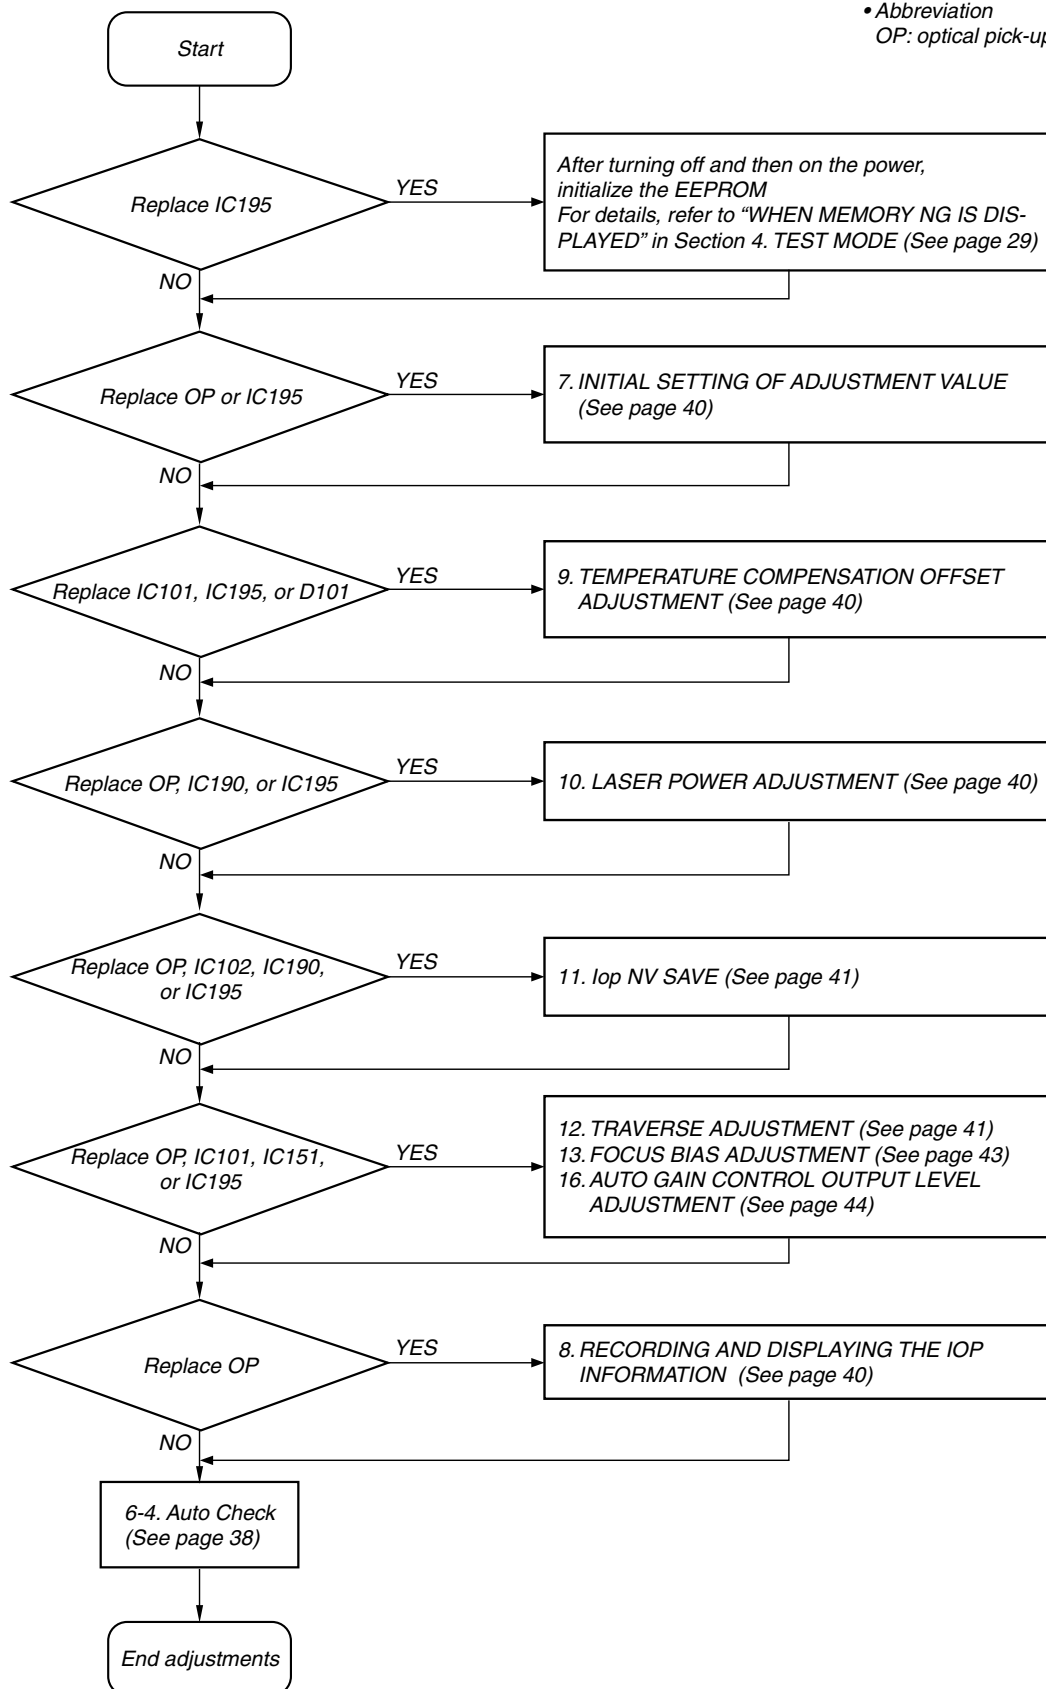 • Abbreviation
OP: optical pick-up
Start
Replace IC195
YES
After turning off and then on the power,
initialize the EEPROM
For details, refer to “WHEN MEMORY NG IS DIS-
PLAYED” in Section 4. TEST MODE (See page 29)
NO
Replace OP or IC195
YES
7. INITIAL SETTING OF ADJUSTMENT VALUE
(See page 40)
NO
Replace IC101, IC195, or D101
YES
9. TEMPERATURE COMPENSATION OFFSET
ADJUSTMENT (See page 40)
NO
Replace OP, IC190, or IC195
YES
10. LASER POWER ADJUSTMENT (See page 40)
NO
Replace OP, IC102, IC190,
or IC195
YES
11. Iop NV SAVE (See page 41)
NO
Replace OP, IC101, IC151,
or IC195
YES
12. TRAVERSE ADJUSTMENT (See page 41)
13. FOCUS BIAS ADJUSTMENT (See page 43)
16. AUTO GAIN CONTROL OUTPUT LEVEL
ADJUSTMENT (See page 44)
NO
Replace OP
YES
8. RECORDING AND DISPLAYING THE IOP
INFORMATION (See page 40)
NO
6-4. Auto Check
(See page 38)
End adjustments